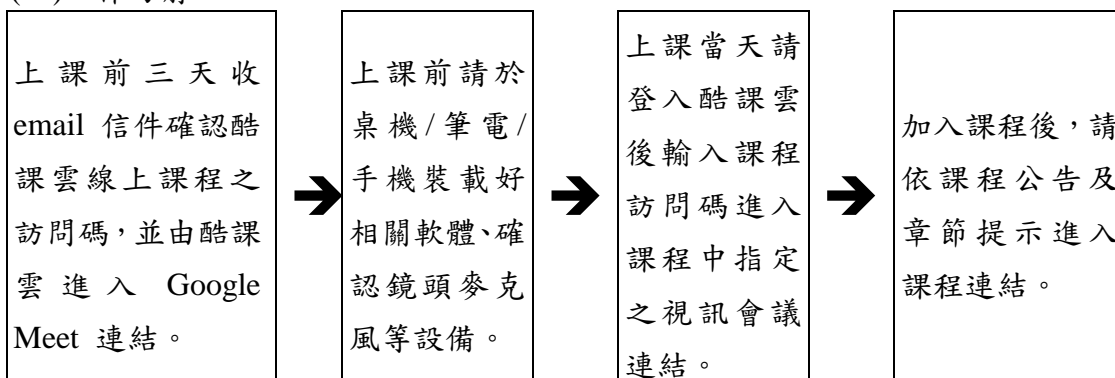 上課前三天收
email 信件確認酷
課雲線上課程之
訪問碼，並由酷課
雲進入 Google
Meet 連結。
上課前請於
桌機/筆電/
手機裝載好
相關軟體、確
認鏡頭麥克
風等設備。
上課當天請
登入酷課雲
後輸入課程
訪問碼進入
課程中指定
之視訊會議
連結。
加入課程後，請
依課程公告及
章節提示進入
課程連結。